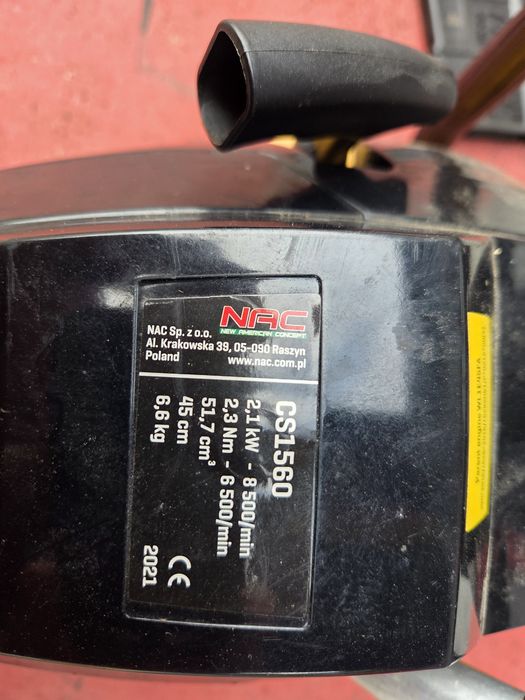 NAC
NEW AMERICAN CONCEPT
NAC Sp. z o.o.
Al. Krakowska 39, 05-090 Raszyn
Poland
www.nac.com.pl
CS1560
2,1 kW - 8 500/min
2,3 Nm - 6 500/min
51,7 cm³
45 cm
6,6 kg
CE
2021